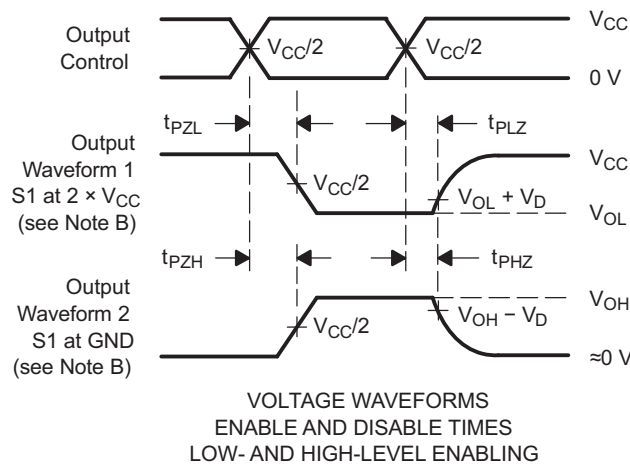 Output
Control
V_CC/2
V_CC/2
V_CC
0 V
t_PZL
t_PLZ
Output
Waveform 1
S1 at 2 × V_CC
(see Note B)
V_CC/2
V_OL + V_D
V_CC
V_OL
t_PZH
t_PHZ
Output
Waveform 2
S1 at GND
(see Note B)
V_CC/2
V_OH − V_D
V_OH
≈0 V
VOLTAGE WAVEFORMS
ENABLE AND DISABLE TIMES
LOW- AND HIGH-LEVEL ENABLING